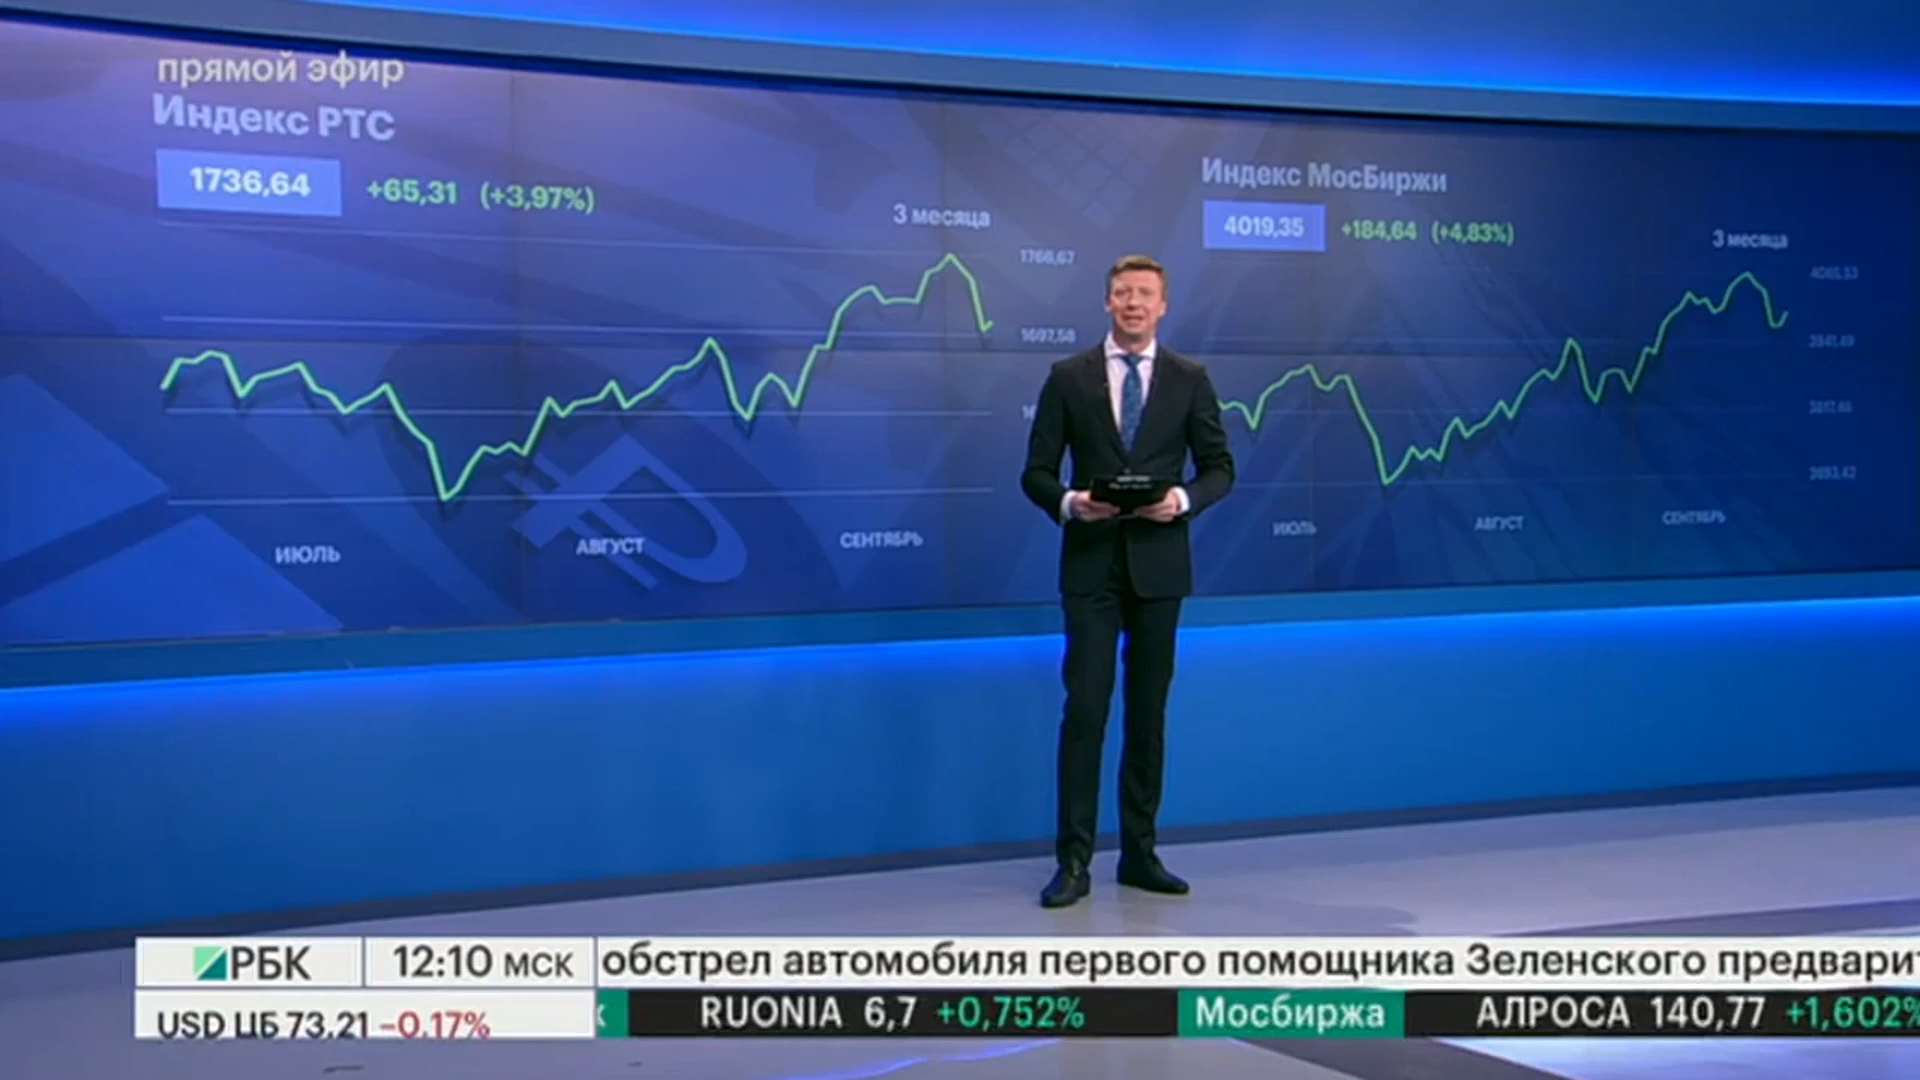 прямой эфир
Индекс РТС
1736,64 +65,31 (+3,97%)
3 месяца
1766,67
1697,58
ИЮЛЬ АВГУСТ СЕНТЯБРЬ
Индекс МосБиржи
4019,35 +184,64 (+4,83%)
3 месяца
ИЮЛЬ АВГУСТ СЕНТЯБРЬ
РБК 12:10 МСК обстрел автомобиля первого помощника Зеленского предварит
USD ЦБ 73,21 -0,17% RUONIA 6,7 +0,752% Мосбиржа АЛРОСА 140,77 +1,602%